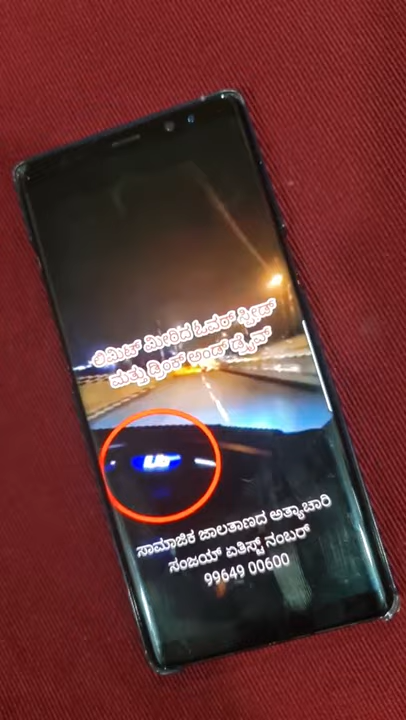 ಲಿಮಿಟ್ ಮೀರಿದ ಓವರ್ ಸ್ಪೀಡ್
ಮತ್ತು ಡ್ರಿಂಕ್ ಅಂಡ್ ಡ್ರೈವ್
ಸಾಮಾಜಿಕ ಜಾಲತಾಣದ ಅತ್ಯಾಚಾರಿ
ಸಂಜಯ್ ಏತಿಸ್ಟ್ ನಂಬರ್
99649 00600